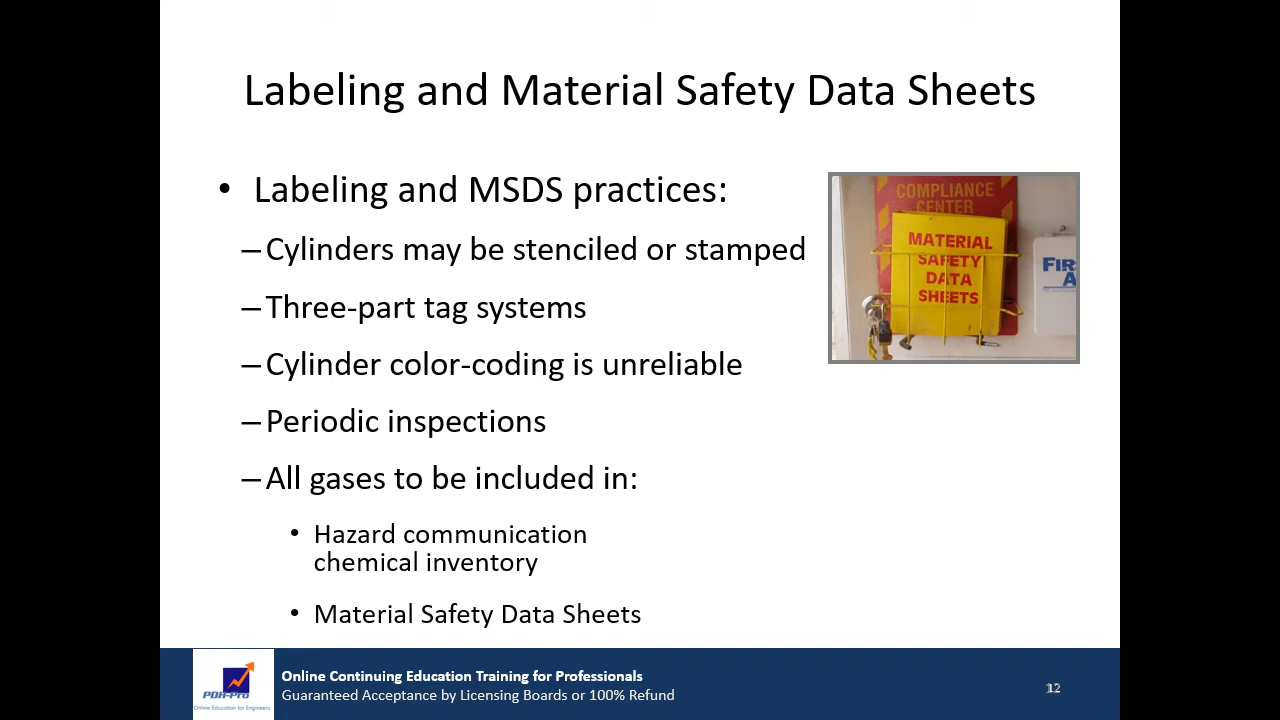 Labeling and Material Safety Data Sheets
• Labeling and MSDS practices:
–Cylinders may be stenciled or stamped
–Three-part tag systems
–Cylinder color-coding is unreliable
–Periodic inspections
–All gases to be included in:
• Hazard communication
chemical inventory
• Material Safety Data Sheets
COMPLIANCE
CENTER
MATERIAL
SAFETY
DATA
SHEETS
PDH-Pro
Online Education for Engineers
Online Continuing Education Training for Professionals
Guaranteed Acceptance by Licensing Boards or 100% Refund
12